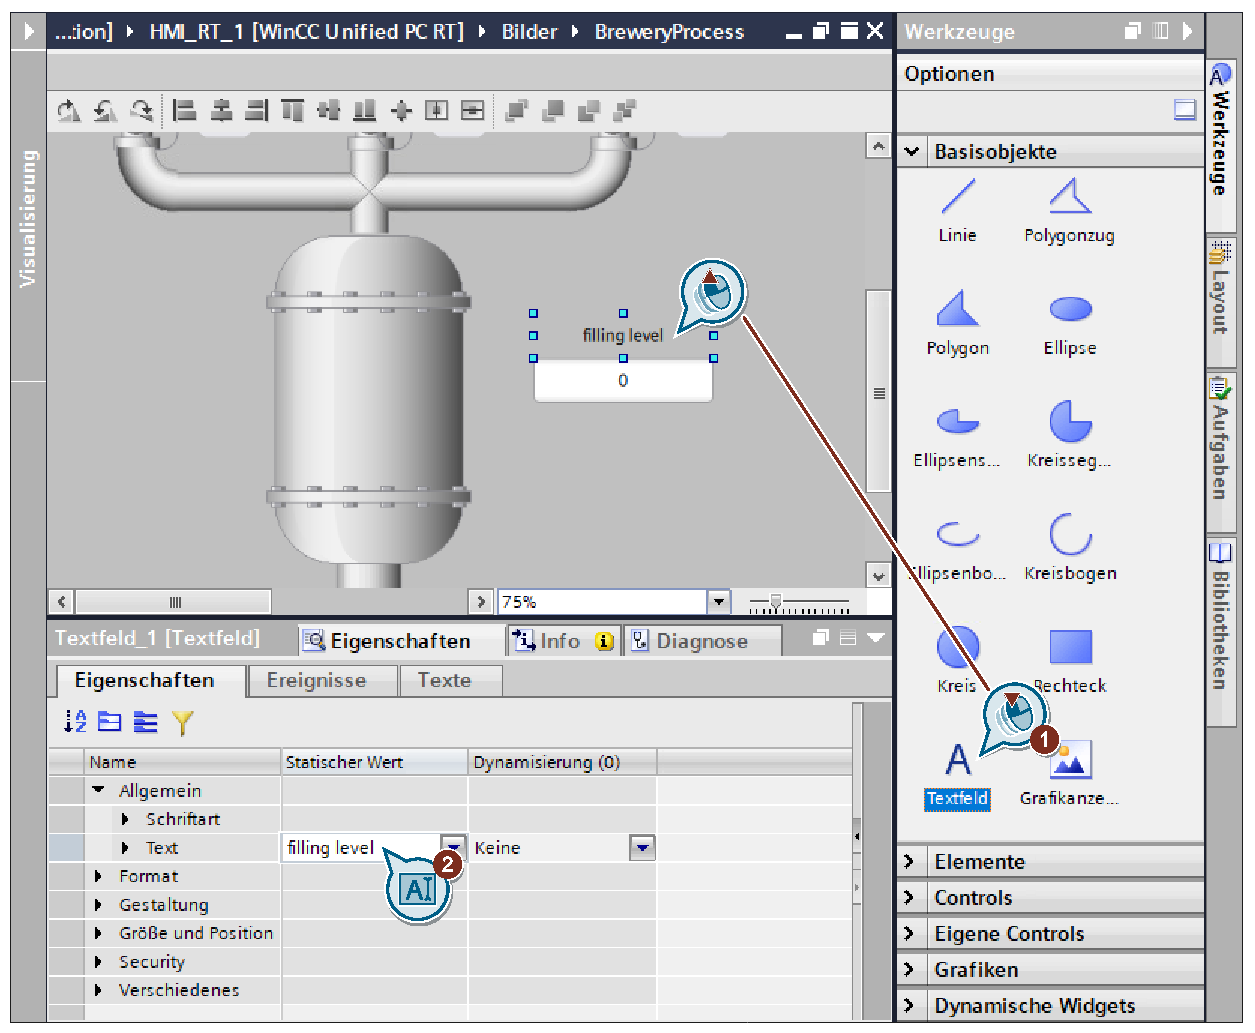 ...tion] ▸ HMI_RT_1 [WinCC Unified PC RT] ▸ Bilder ▸ BreweryProcess
Visualisierung
filling level
0
75%
Textfeld_1 [Textfeld]
Eigenschaften
Info
Diagnose
Eigenschaften
Ereignisse
Texte
Name
Statischer Wert
Dynamisierung (0)
Allgemein
Schriftart
Text
filling level
Keine
2
Format
Gestaltung
Größe und Position
Security
Verschiedenes
Werkzeuge
Optionen
Basisobjekte
Linie
Polygonzug
Polygon
Ellipse
Ellipsens...
Kreisseg...
Ellipsenbo...
Kreisbogen
Kreis
Rechteck
1
Textfeld
Grafikanze...
Elemente
Controls
Eigene Controls
Grafiken
Dynamische Widgets
Werkzeuge
Layout
Aufgaben
Bibliotheken